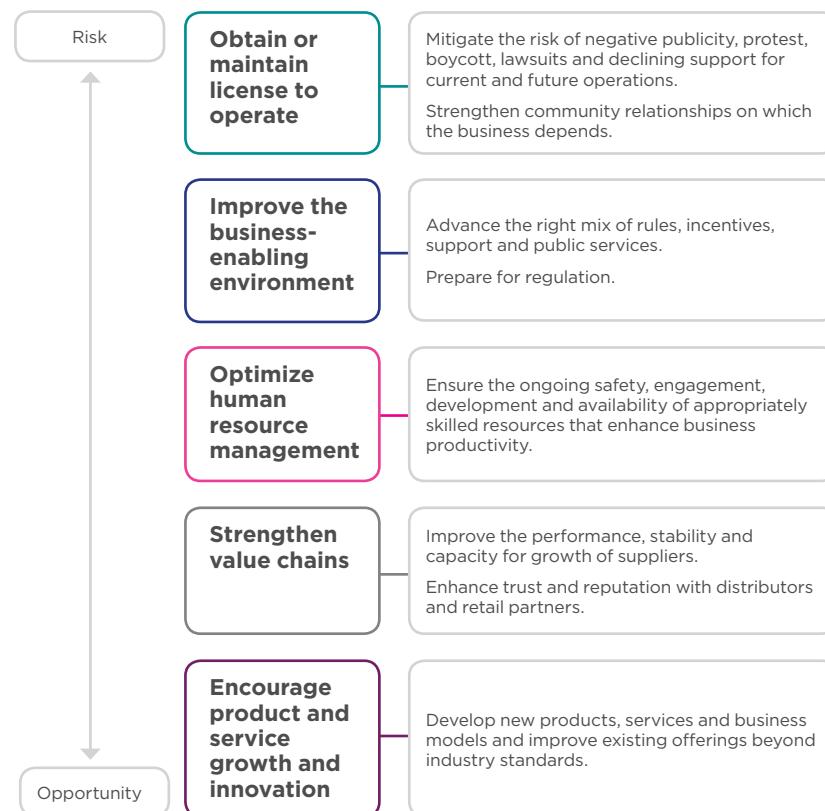 Risk
Obtain or
maintain
license to
operate
Mitigate the risk of negative publicity, protest,
boycott, lawsuits and declining support for
current and future operations.
Strengthen community relationships on which
the business depends.
Improve the
business-
enabling
environment
Advance the right mix of rules, incentives,
support and public services.
Prepare for regulation.
Optimize
human
resource
management
Ensure the ongoing safety, engagement,
development and availability of appropriately
skilled resources that enhance business
productivity.
Strengthen
value chains
Improve the performance, stability and
capacity for growth of suppliers.
Enhance trust and reputation with distributors
and retail partners.
Encourage
product and
service
growth and
innovation
Develop new products, services and business
models and improve existing offerings beyond
industry standards.
Opportunity